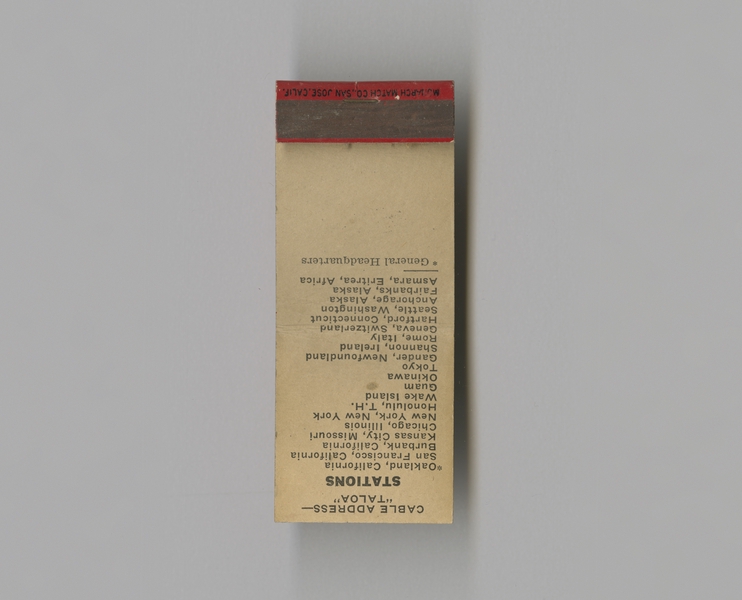 CABLE ADDRESS—
"TALOA"
STATIONS
*Oakland, California
San Francisco, California
Burbank, California
Kansas City, Missouri
Chicago, Illinois
New York, New York
Honolulu, T.H.
Wake Island
Guam
Okinawa
Tokyo
Gander, Newfoundland
Shannon, Ireland
Rome, Italy
Geneva, Switzerland
Hartford, Connecticut
Seattle, Washington
Anchorage, Alaska
Fairbanks, Alaska
Asmara, Eritrea, Africa
* General Headquarters
MATCH CO., SAN JOSE, CALIF.